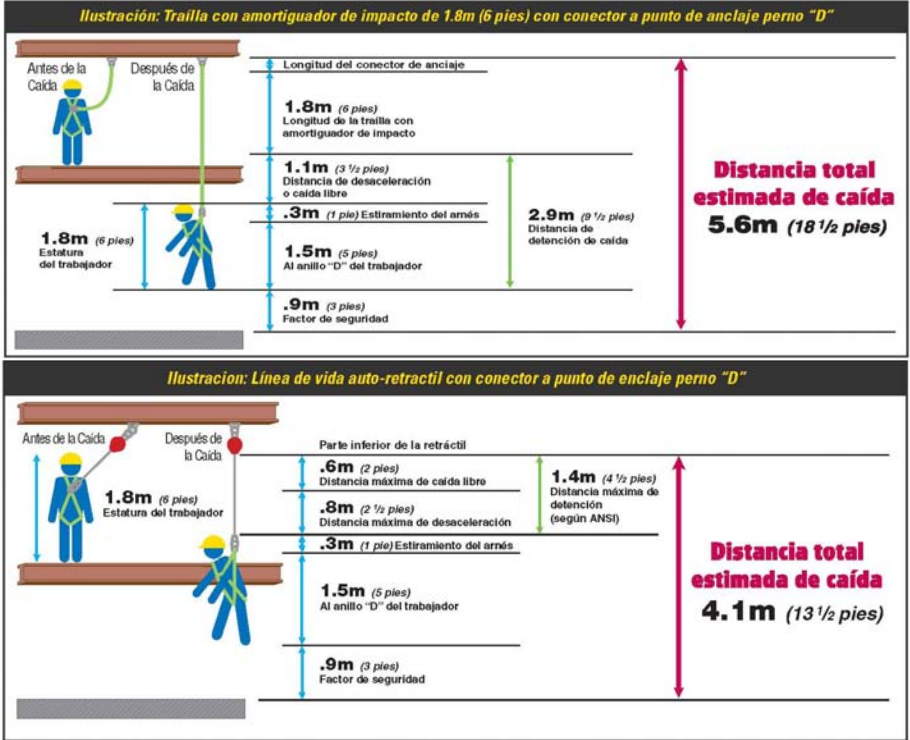 Ilustración: Traílla con amortiguador de impacto de 1.8m (6 pies) con conector a punto de anclaje perno "D"
Antes de la
Caída
Después de
la Caída
Longitud del conector de anciaje
1.8m (6 pies)
Longitud de la traílla con
amortiguador de impacto
1.1m (3 ½ pies)
Distancia de desaceleración
o caída libre
.3m (1 pie) Estiramiento del arnés
1.8m (6 pies)
Estatura
del trabajador
1.5m (5 pies)
Al anillo "D" del trabajador
2.9m (9 ½ pies)
Distancia de
detención de caída
.9m (3 pies)
Factor de seguridad
Distancia total
estimada de caída
5.6m (18 ½ pies)
Ilustracion: Línea de vida auto-retractil con conector a punto de enclaje perno "D"
Antes de la Caída
Después de
la Caída
Parte inferior de la retráctil
1.8m (6 pies)
Estatura del trabajador
.6m (2 pies)
Distancia máxima de caída libre
.8m (2 ½ pies)
Distancia máxima de desaceleración
1.4m (4 ½ pies)
Distancia máxima de
detención
(según ANSI)
.3m (1 pie) Estiramiento del arnés
1.5m (5 pies)
Al anillo "D" del trabajador
.9m (3 pies)
Factor de seguridad
Distancia total
estimada de caída
4.1m (13 ½ pies)